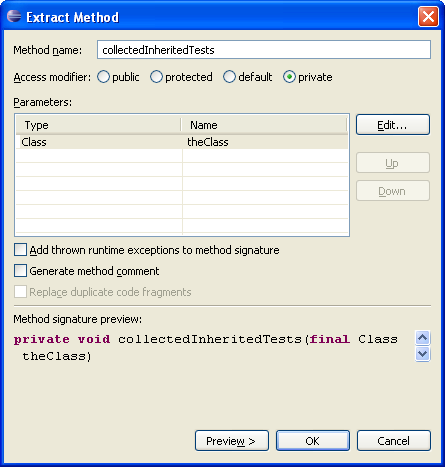 Extract Method
Method name: collectedInheritedTests
Access modifier: public protected default private
Parameters:
Type Name
Class theClass
Edit...
Up
Down
Add thrown runtime exceptions to method signature
Generate method comment
Replace duplicate code fragments
Method signature preview:
private void collectedInheritedTests(final Class
theClass)
Preview > OK Cancel